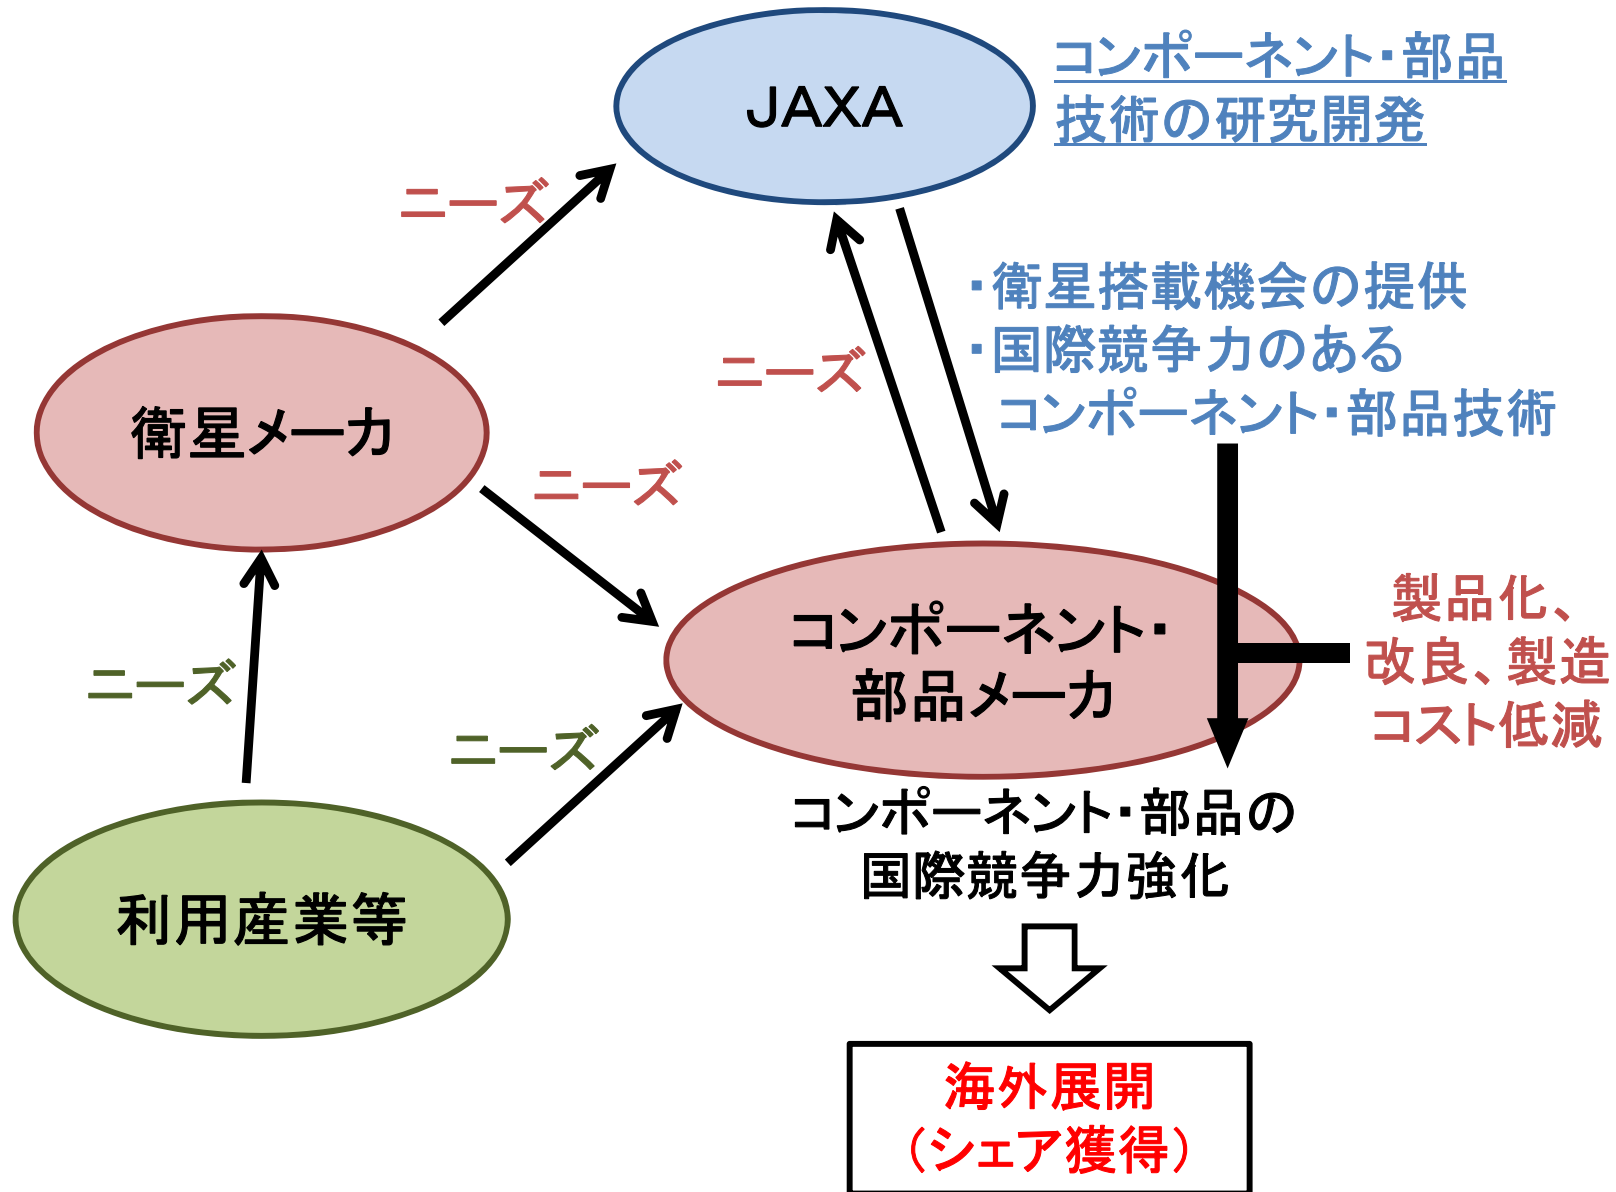 JAXA
コンポーネント・部品
技術の研究開発
ニーズ
・衛星搭載機会の提供
・国際競争力のある
コンポーネント・部品技術
ニーズ
衛星メーカ
ニーズ
コンポーネント・
部品メーカ
製品化、
改良、製造
コスト低減
ニーズ
ニーズ
コンポーネント・部品の
国際競争力強化
利用産業等
海外展開
(シェア獲得)